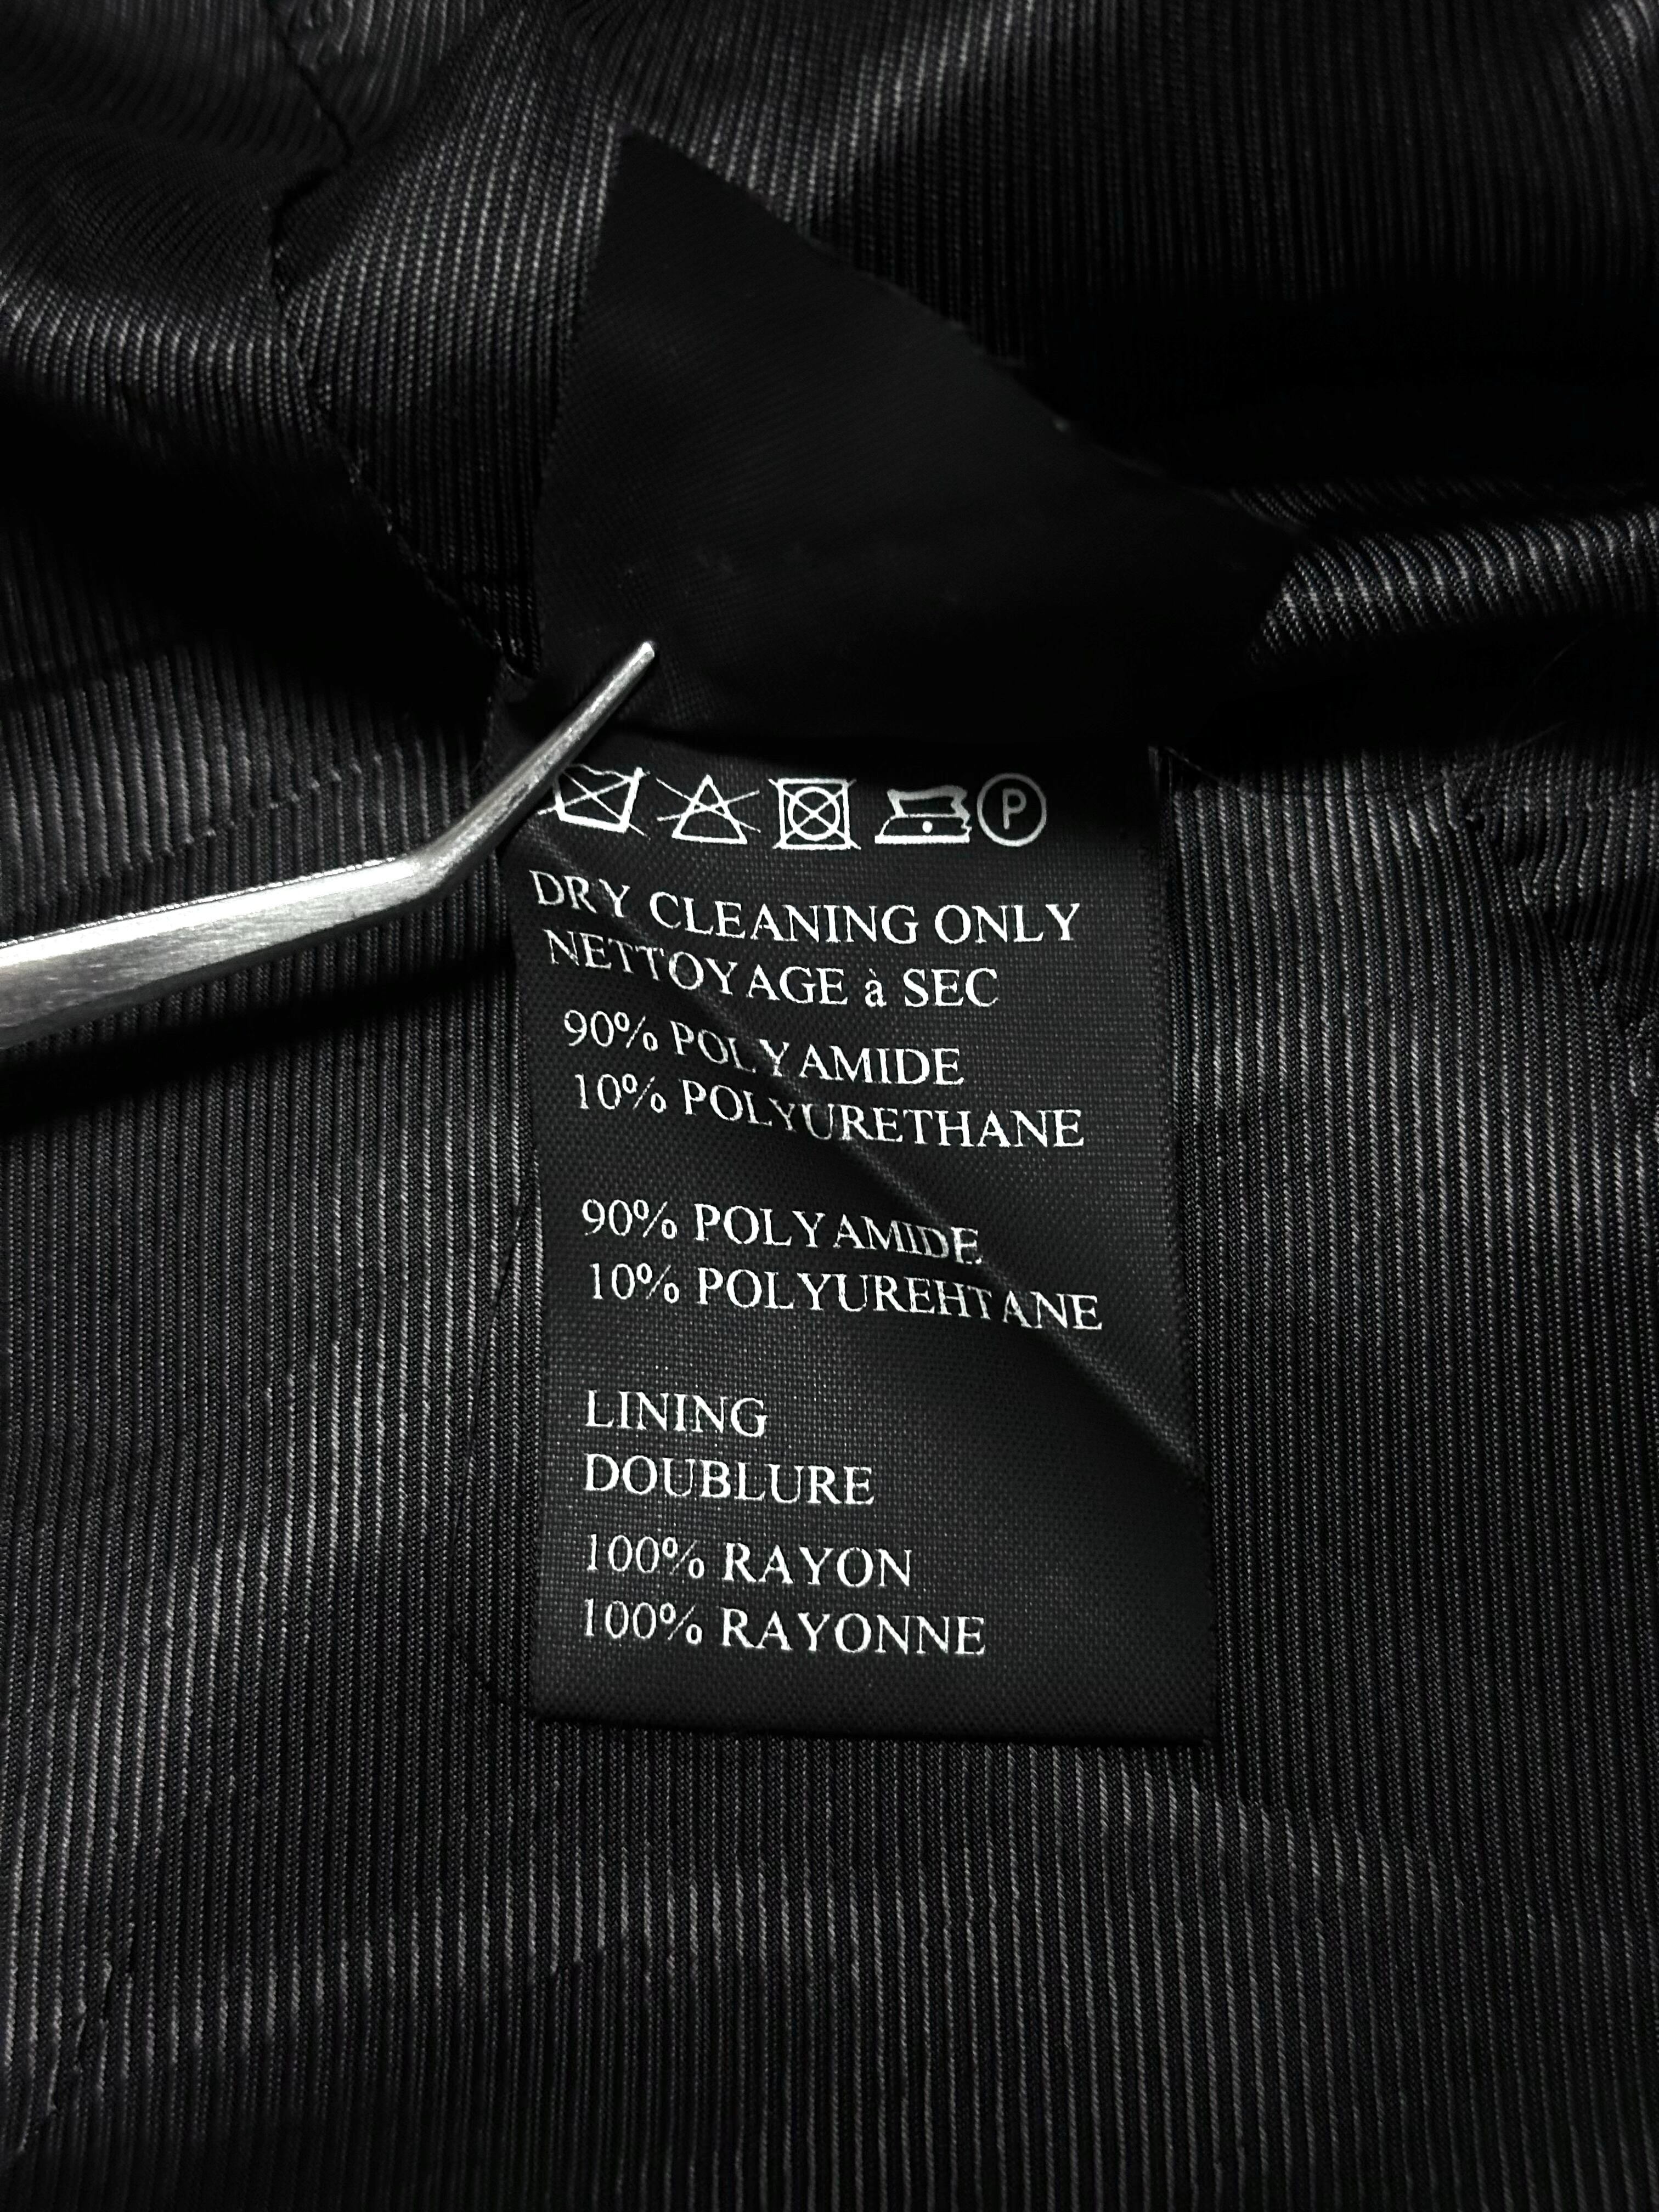 P
DRY CLEANING ONLY
NETTOYAGE à SEC
90% POLYAMIDE
10% POLYURETHANE
90% POLYAMIDE
10% POLYUREHTANE
LINING
DOUBLURE
100% RAYON
100% RAYONNE